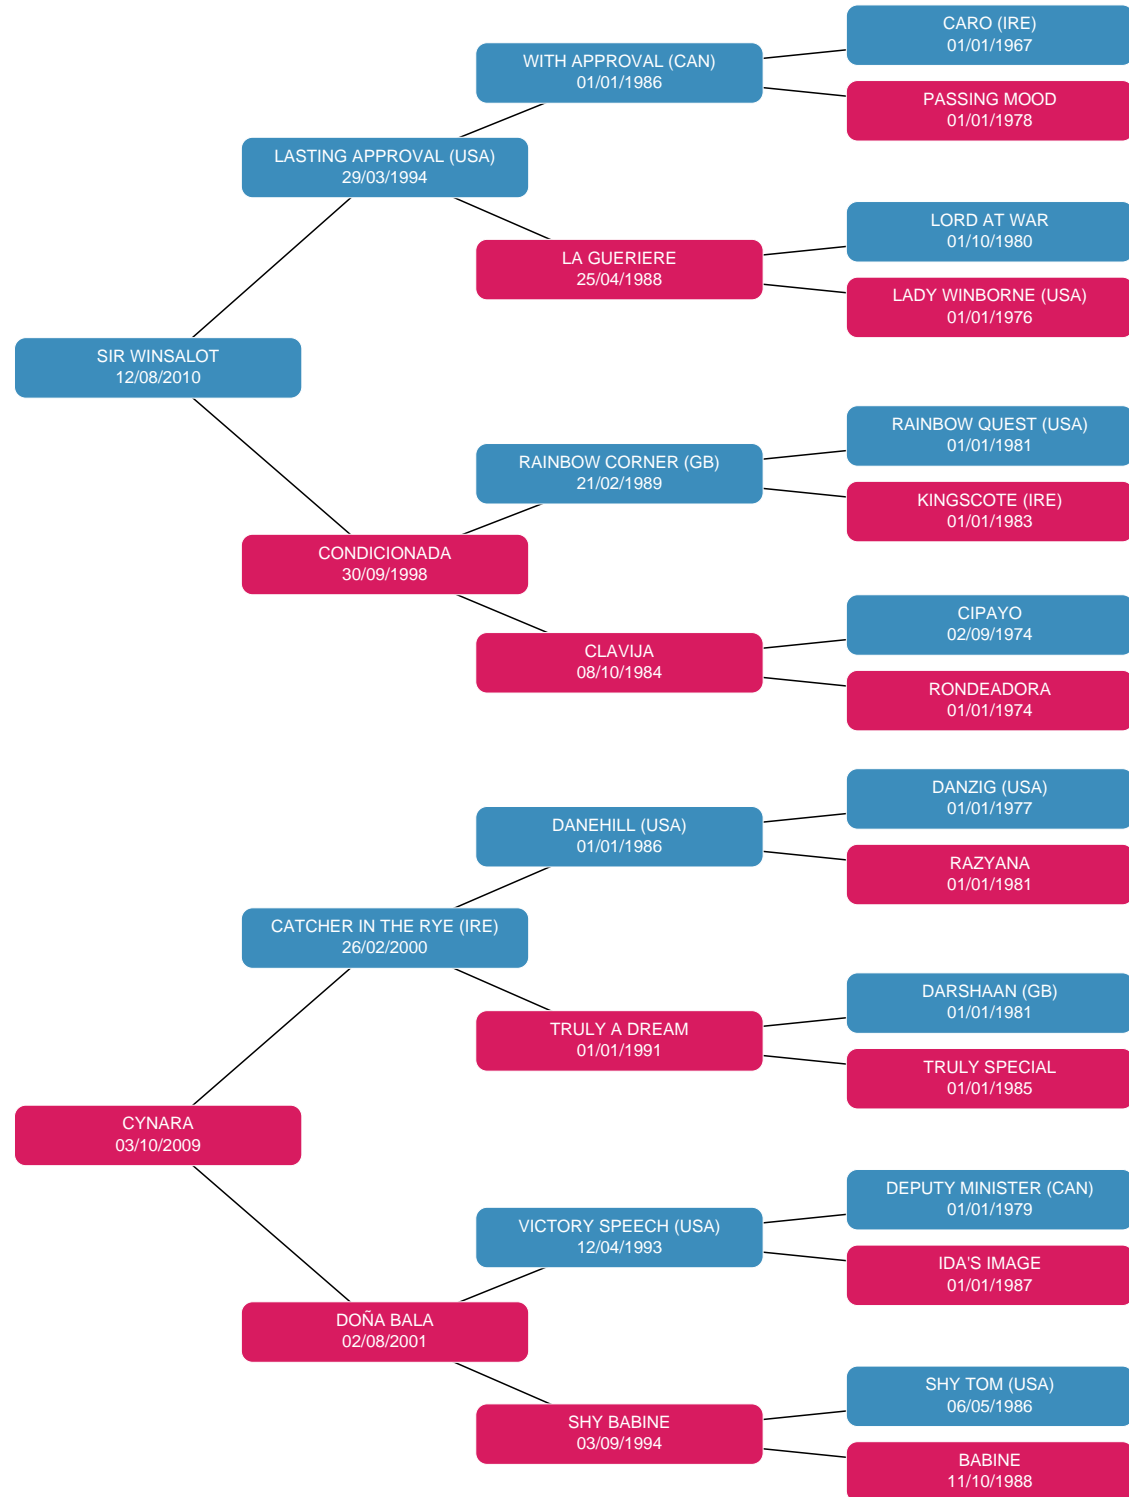 CARO (IRE)
01/01/1967
WITH APPROVAL (CAN)
01/01/1986
PASSING MOOD
01/01/1978
LASTING APPROVAL (USA)
29/03/1994
LORD AT WAR
01/10/1980
LA GUERIERE
25/04/1988
LADY WINBORNE (USA)
01/01/1976
SIR WINSALOT
12/08/2010
RAINBOW QUEST (USA)
01/01/1981
RAINBOW CORNER (GB)
21/02/1989
KINGSCOTE (IRE)
01/01/1983
CONDICIONADA
30/09/1998
CIPAYO
02/09/1974
CLAVIJA
08/10/1984
RONDEADORA
01/01/1974
DANZIG (USA)
01/01/1977
DANEHILL (USA)
01/01/1986
RAZYANA
01/01/1981
CATCHER IN THE RYE (IRE)
26/02/2000
DARSHAAN (GB)
01/01/1981
TRULY A DREAM
01/01/1991
TRULY SPECIAL
01/01/1985
CYNARA
03/10/2009
DEPUTY MINISTER (CAN)
01/01/1979
VICTORY SPEECH (USA)
12/04/1993
IDA'S IMAGE
01/01/1987
DOÑA BALA
02/08/2001
SHY TOM (USA)
06/05/1986
SHY BABINE
03/09/1994
BABINE
11/10/1988